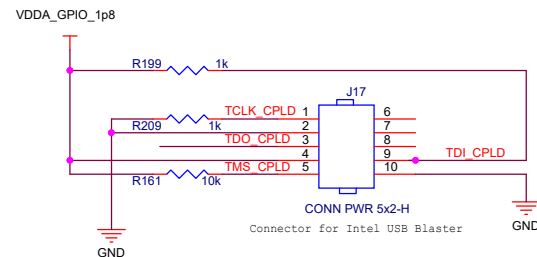 VDDA_GPIO_1p8
R199 1k
J17
TCLK_CPLD 1 6
R209 1k 2 7
TDO_CPLD 3 8
4 9 TDI_CPLD
TMS_CPLD 5 10
R161 10k
CONN PWR 5x2-H
Connector for Intel USB Blaster
GND
GND